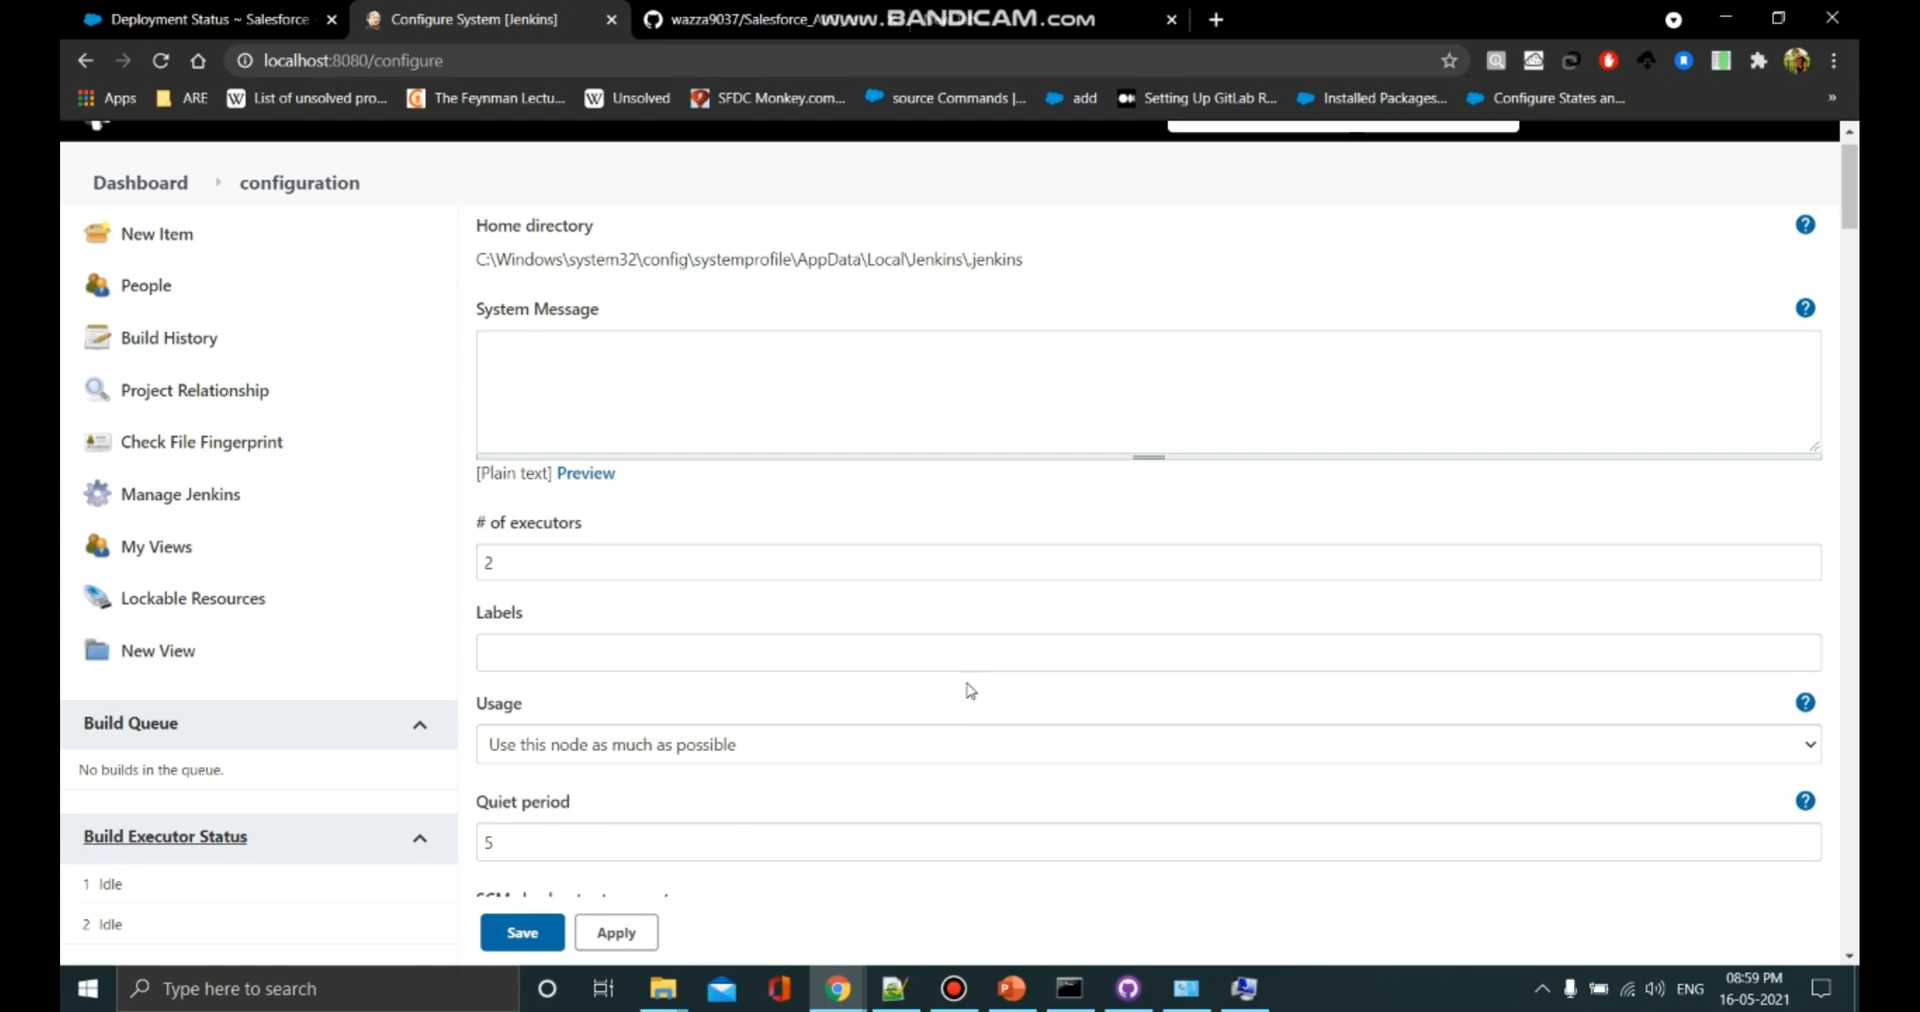 Deployment Status ~ Salesforce
Configure System [Jenkins]
wazza9037/Salesforce_
www.BANDICAM.com
localhost:8080/configure
Apps
ARE
List of unsolved pro...
The Feynman Lectu...
Unsolved
SFDC Monkey.com...
source Commands |...
add
Setting Up GitLab R...
Installed Packages...
Configure States an...
»
Dashboard
configuration
New Item
People
Build History
Project Relationship
Check File Fingerprint
Manage Jenkins
My Views
Lockable Resources
New View
Build Queue
No builds in the queue.
Build Executor Status
1 Idle
2 Idle
Home directory
C:\Windows\system32\config\systemprofile\AppData\Local\Jenkins\.jenkins
System Message
[Plain text] Preview
# of executors
2
Labels
Usage
Use this node as much as possible
Quiet period
5
Save
Apply
Type here to search
ENG
08:59 PM
16-05-2021